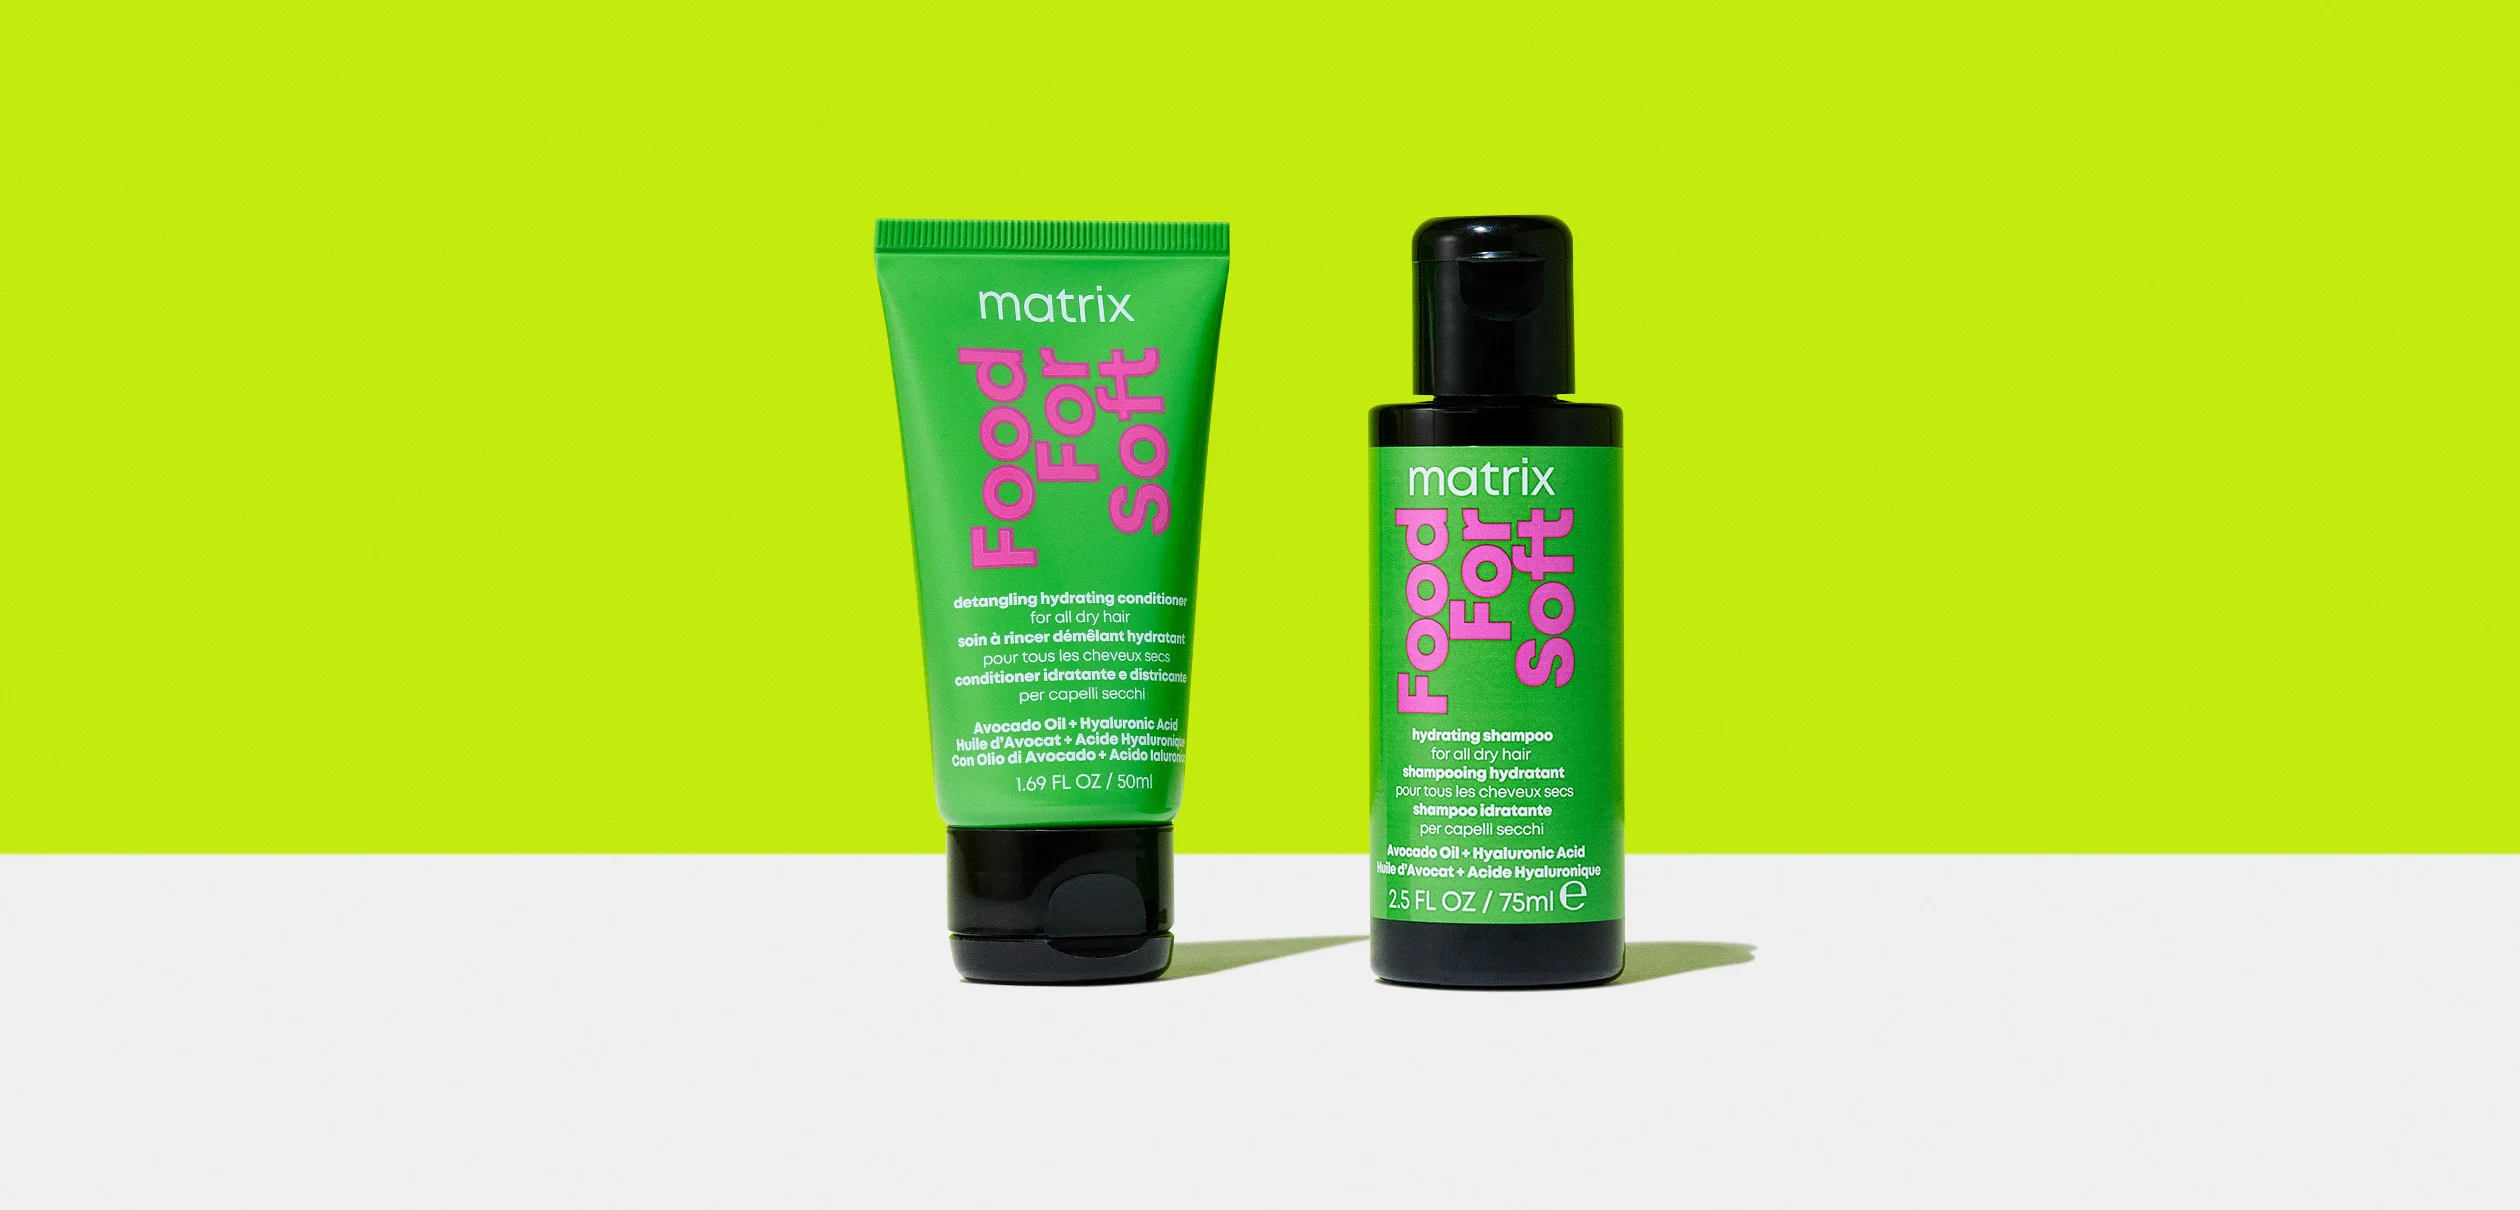 matrix
Food
For
Soft
detangling hydrating conditioner
for all dry hair
soin à rincer démêlant hydratant
pour tous les cheveux secs
conditioner idratante e districante
per capelli secchi
Avocado Oil + Hyaluronic Acid
Huile d'Avocat + Acide Hyaluronique
Con Olio di Avocado + Acido
1.69 FL OZ / 50ml
matrix
Food
For
Soft
hydrating shampoo
for all dry hair
shampooing hydratant
pour tous les cheveux secs
shampoo idratante
per capelli secchi
Avocado Oil + Hyaluronic Acid
Huile d'Avocat + Acide Hyaluronique
2.5 FL OZ / 75ml ℮